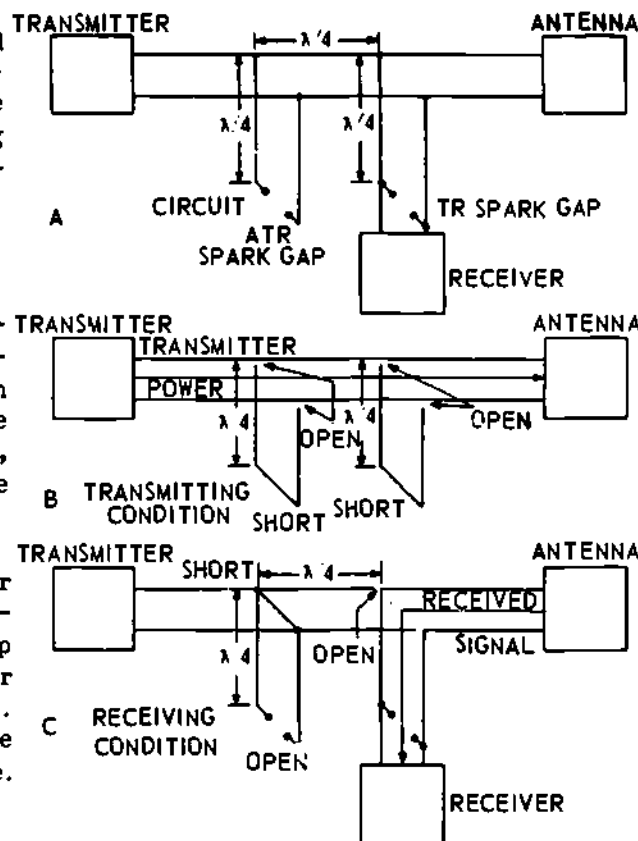 TRANSMITTER
ANTENNA
λ/4
λ/4
λ/4
CIRCUIT
ATR
SPARK GAP
TR SPARK GAP
A
RECEIVER
TRANSMITTER
ANTENNA
TRANSMITTER
POWER
λ/4
λ/4
OPEN
OPEN
B
TRANSMITTING
CONDITION
SHORT
SHORT
TRANSMITTER
ANTENNA
SHORT
λ/4
RECEIVED
λ/4
OPEN
SIGNAL
C
RECEIVING
CONDITION
OPEN
RECEIVER